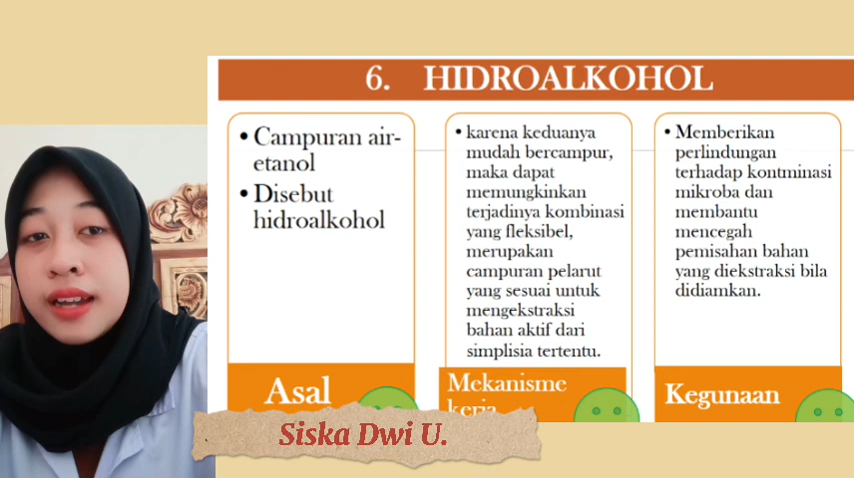 6. HIDROALKOHOL
• Campuran air-
etanol
• Disebut
hidroalkohol
Asal
• karena keduanya
mudah bercampur,
maka dapat
memungkinkan
terjadinya kombinasi
yang fleksibel,
merupakan
campuran pelarut
yang sesuai untuk
mengekstraksi
bahan aktif dari
simplisia tertentu.
Mekanisme
kerja
• Memberikan
perlindungan
terhadap kontminasi
mikroba dan
membantu
mencegah
pemisahan bahan
yang diekstraksi bila
didiamkan.
Kegunaan
Siska Dwi U.